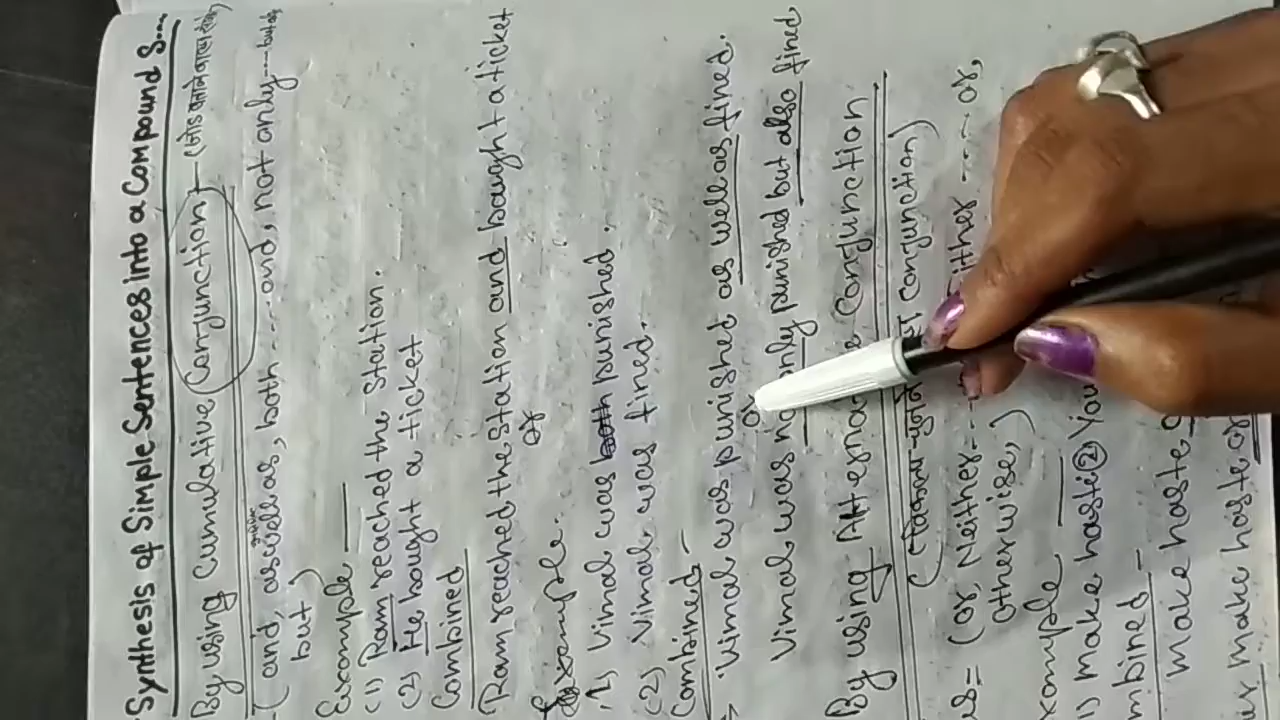 Synthesis of Simple Sentences into a Compound S....
By using Cumulative (Conjunction) - (जोड़ बनाने वाला
(and, as well as, both ---- and, not only --- but
but)
Example
(1) Ram reached the Station.
(2) He bought a ticket
Combined
Ram reached the Station and bought a ticket
or
Example.
(1) Vimal was punished.
(2) Vimal was fined.
Combined -
Vimal was punished as well as fined.
or
Vimal was only punished but also fined
By using Conjunction
conjunction)
(or, Neither --- Either ---- or,
otherwise,)
Example
(1) Make haste (2) You
mbined -
Make haste
make haste or